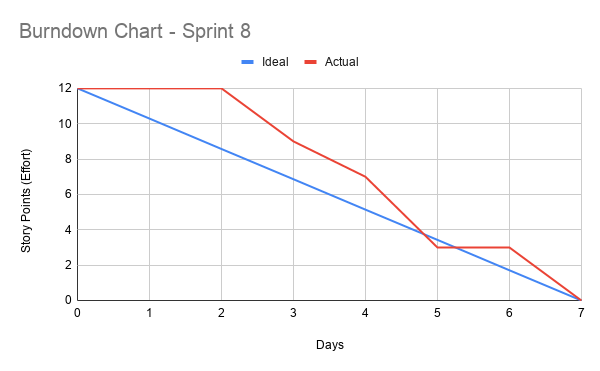 Burndown Chart - Sprint 8
Ideal Actual
Story Points (Effort)
12
10
8
6
4
2
0
0 1 2 3 4 5 6 7
Days